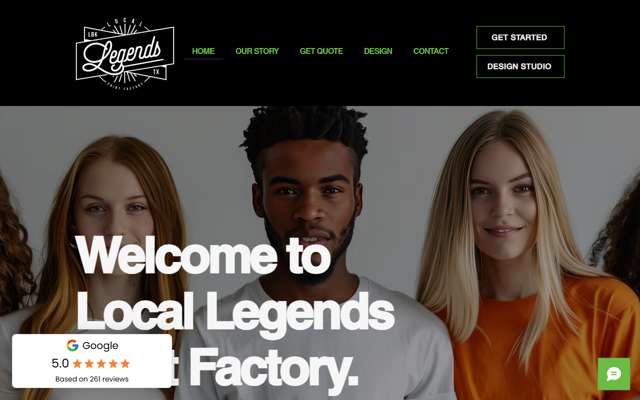 LOCAL
LBK
Legends
TX
PRINT FACTORY
HOME
OUR STORY
GET QUOTE
DESIGN
CONTACT
GET STARTED
DESIGN STUDIO
Welcome to
Local Legends
t Factory.
Google
5.0
Based on 261 reviews